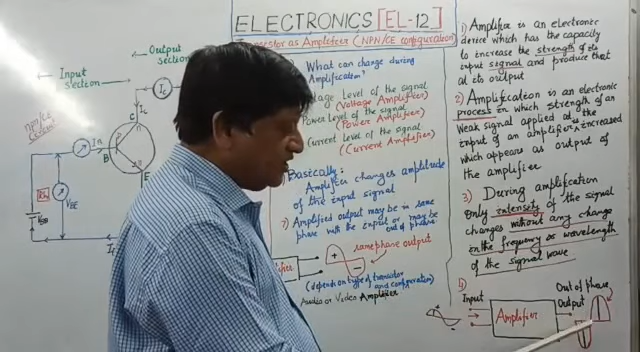 ELECTRONICS [EL-12]
as Amplifier (NPN/CE configuration)
Input section
Output section
NPN/CE
Ic
Ic
IB
B
C
E
VBE
VBB
What can change during
Amplification?
level of the signal
(Voltage Amplifier)
Power level of the signal
(Power Amplifier)
Current level of the signal
(Current Amplifier)
Basically:
Amplifier changes amplitude
of the input signal
Amplified output may be in same
phase with the input or may be
out of phase
same phase output
+
−
(depends on type of transistor
and configuration)
Audio or Video Amplifier
1) Amplifier is an electronic
device which has the capacity
to increase the strength of its
input signal and produce that
at its output
2) Amplification is an electronic
process in which strength of an
weak signal applied at the
input of an amplifier is increased
which appears as output of
the amplifier
3) During amplification
only intensity of the signal
changes without any change
in the frequency or wavelength
of the signal wave
4)
Input
Amplifier
Out of phase
Output